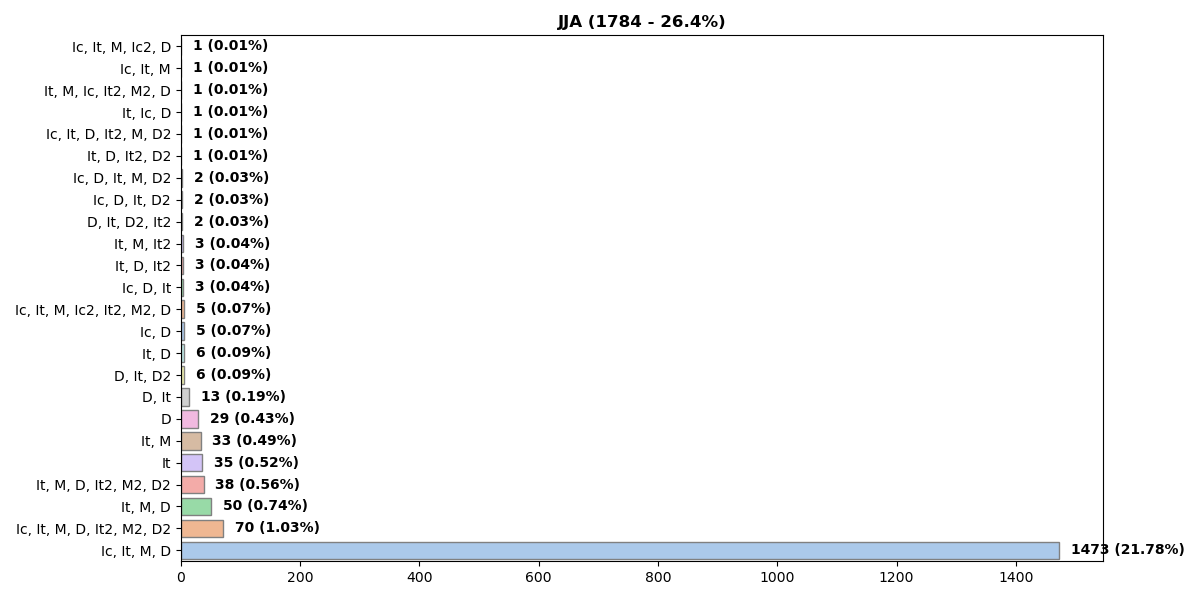 JJA (1784 - 26.4%)
Ic, It, M, Ic2, D 1 (0.01%)
Ic, It, M 1 (0.01%)
It, M, Ic, It2, M2, D 1 (0.01%)
It, Ic, D 1 (0.01%)
Ic, It, D, It2, M, D2 1 (0.01%)
It, D, It2, D2 1 (0.01%)
Ic, D, It, M, D2 2 (0.03%)
Ic, D, It, D2 2 (0.03%)
D, It, D2, It2 2 (0.03%)
It, M, It2 3 (0.04%)
It, D, It2 3 (0.04%)
Ic, D, It 3 (0.04%)
Ic, It, M, Ic2, It2, M2, D 5 (0.07%)
Ic, D 5 (0.07%)
It, D 6 (0.09%)
D, It, D2 6 (0.09%)
D, It 13 (0.19%)
D 29 (0.43%)
It, M 33 (0.49%)
It 35 (0.52%)
It, M, D, It2, M2, D2 38 (0.56%)
It, M, D 50 (0.74%)
Ic, It, M, D, It2, M2, D2 70 (1.03%)
Ic, It, M, D 1473 (21.78%)
0 200 400 600 800 1000 1200 1400